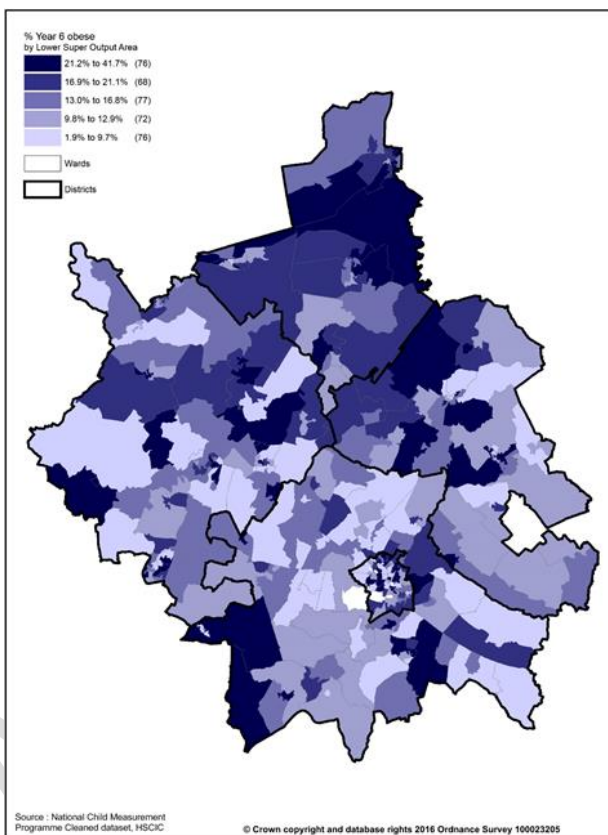 % Year 6 obese
by Lower Super Output Area
21.2% to 41.7% (76)
16.9% to 21.1% (68)
13.0% to 16.8% (77)
9.8% to 12.9% (72)
1.9% to 9.7% (76)
Wards
Districts
Source : National Child Measurement
Programme Cleaned dataset, HSCIC
© Crown copyright and database rights 2016 Ordnance Survey 100023205